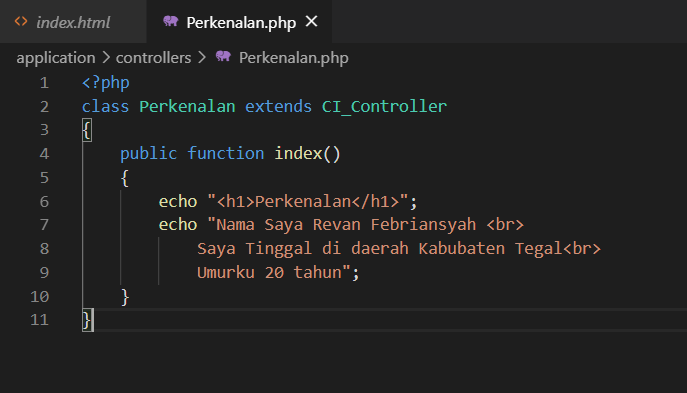 index.html Perkenalan.php
application > controllers > Perkenalan.php
1 <?php
2 class Perkenalan extends CI_Controller
3 {
4 public function index()
5 {
6 echo "<h1>Perkenalan</h1>";
7 echo "Nama Saya Revan Febriansyah <br>
8 Saya Tinggal di daerah Kabubaten Tegal<br>
9 Umurku 20 tahun";
10 }
11 }